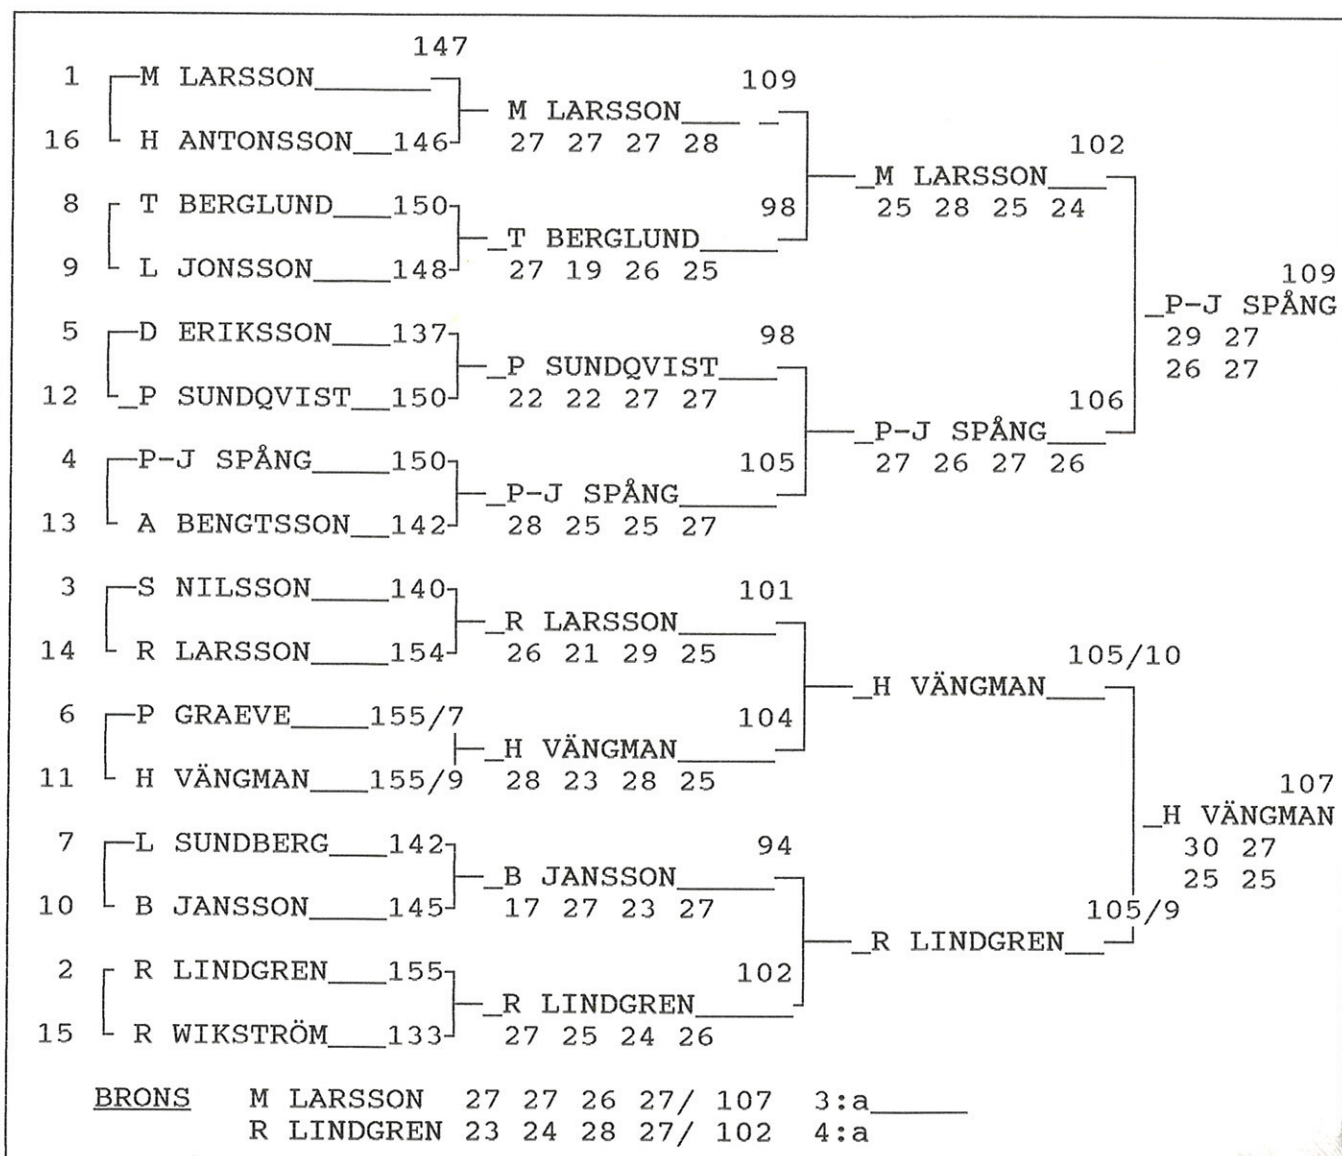 147
1 M LARSSON
109
M LARSSON
16 H ANTONSSON 146
27 27 27 28
102
M LARSSON
8 T BERGLUND 150
98
25 28 25 24
T BERGLUND
9 L JONSSON 148
27 19 26 25
109
P-J SPÅNG
5 D ERIKSSON 137
98
29 27
P SUNDQVIST
26 27
12 P SUNDQVIST 150
22 22 27 27
106
P-J SPÅNG
4 P-J SPÅNG 150
105
27 26 27 26
P-J SPÅNG
13 A BENGTSSON 142
28 25 25 27
3 S NILSSON 140
101
R LARSSON
14 R LARSSON 154
26 21 29 25
105/10
H VÄNGMAN
6 P GRAEVE 155/7
104
H VÄNGMAN
11 H VÄNGMAN 155/9
28 23 28 25
107
H VÄNGMAN
7 L SUNDBERG 142
94
30 27
B JANSSON
25 25
10 B JANSSON 145
17 27 23 27
105/9
R LINDGREN
2 R LINDGREN 155
102
R LINDGREN
15 R WIKSTRÖM 133
27 25 24 26
BRONS M LARSSON 27 27 26 27/ 107 3:a
R LINDGREN 23 24 28 27/ 102 4:a